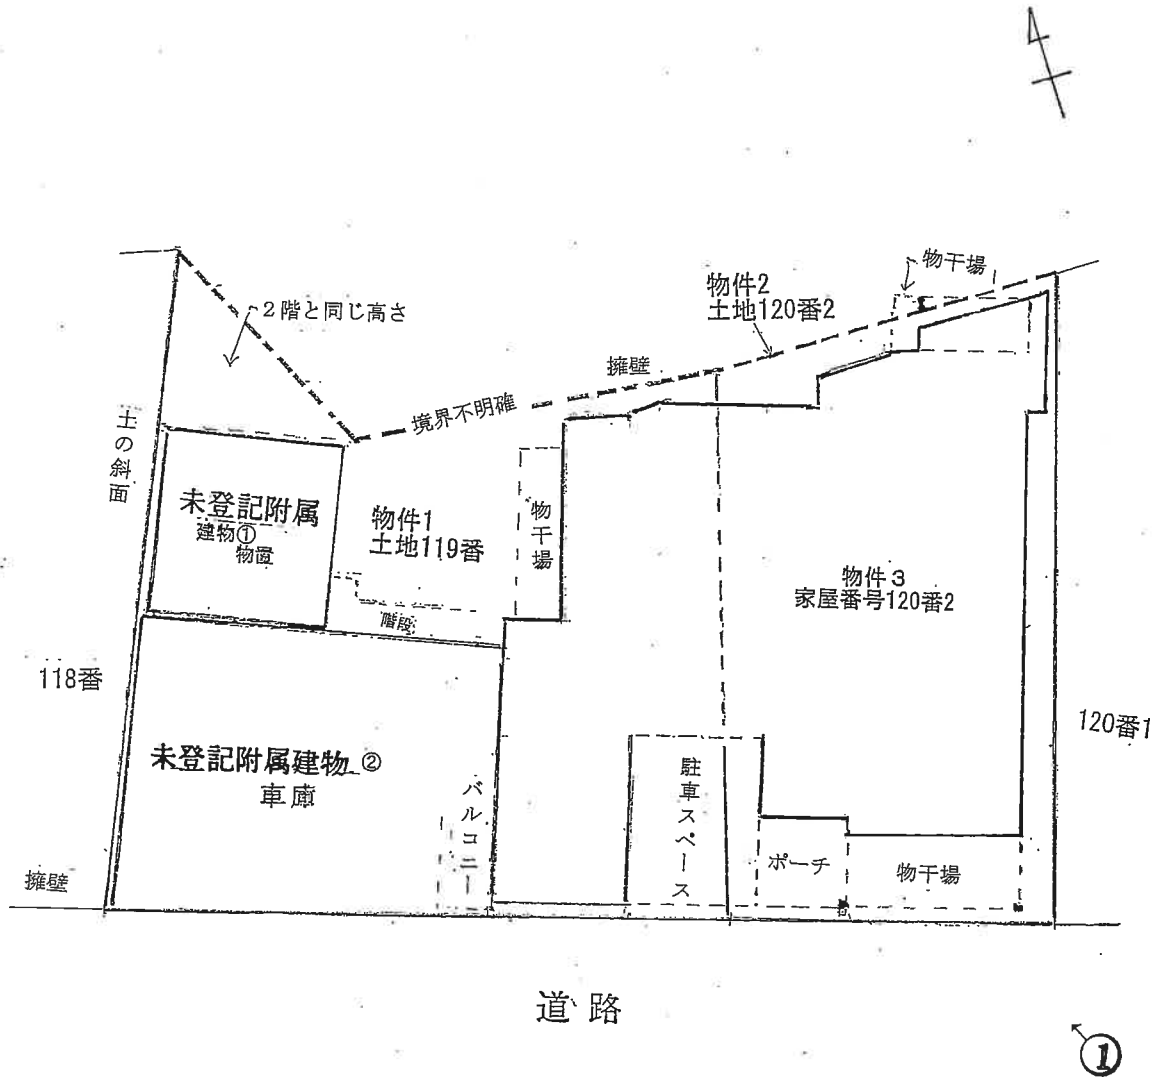 物干場
物件2
土地120番2
2階と同じ高さ
擁壁
境界不明確
土の斜面
未登記附属
建物①
物置
物件1
土地119番
物干場
物件3
家屋番号120番2
階段
118番
120番1
未登記附属建物②
車庫
バルコニー
駐車スペース
ポーチ
物干場
擁壁
道路
①